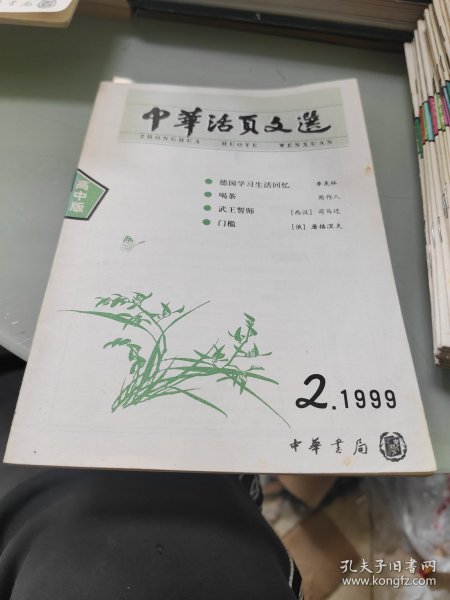 中華活頁文選
ZHONGHUA HUOYE WENXUAN
高中版
德国学习生活回忆 季羡林
喝茶 周作人
武王誓师 [西汉] 司马迁
门槛 [俄] 屠格涅夫
2.1999
中華書局
孔夫子旧书网
www.kongfz.com